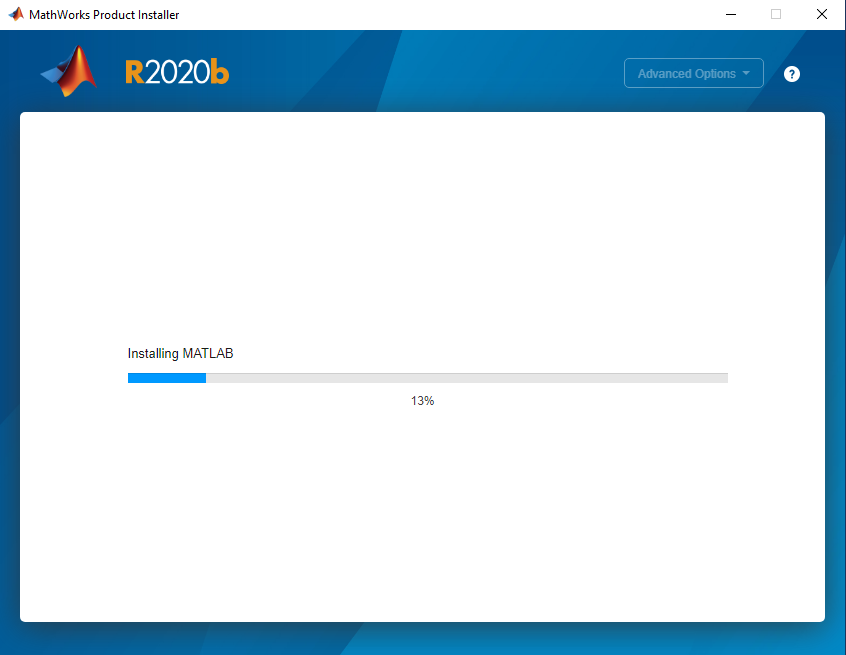 MathWorks Product Installer
R2020b
Advanced Options
?
Installing MATLAB
13%